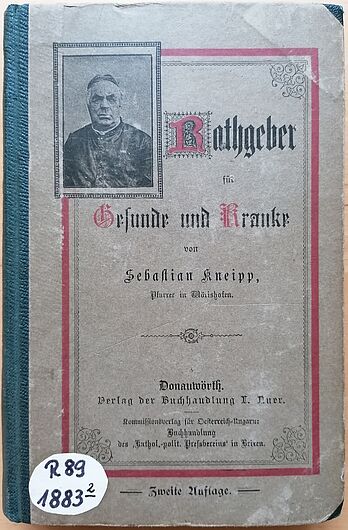 Rathgeber
für
Gesunde und Kranke
von
Sebastian Kneipp,
Pfarrer in Wörishofen.
Donauwörth.
Verlag der Buchhandlung L. Auer.
Kommissionsverlag für Oesterreich-Ungarn:
Buchhandlung
des „Kathol.-polit. Preßvereins" in Brixen.
Zweite Auflage.
R 89
1883²